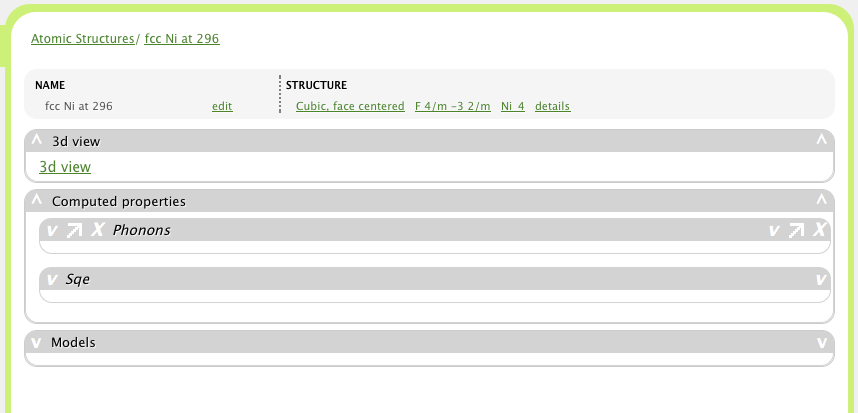 Atomic Structures/ fcc Ni at 296
NAME STRUCTURE
fcc Ni at 296 edit Cubic, face centered F 4/m -3 2/m Ni 4 details
3d view
3d view
Computed properties
X Phonons X
Sqe
Models